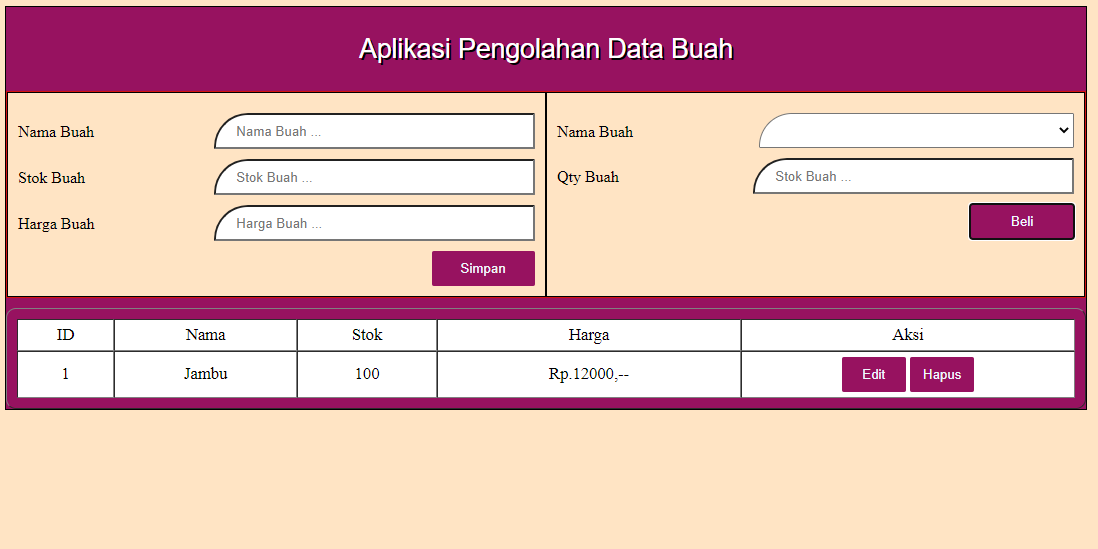 Aplikasi Pengolahan Data Buah
Nama Buah
Nama Buah ...
Stok Buah
Stok Buah ...
Harga Buah
Harga Buah ...
Simpan
Nama Buah
Qty Buah
Stok Buah ...
Beli
ID Nama Stok Harga Aksi
1 Jambu 100 Rp.12000,-- Edit Hapus